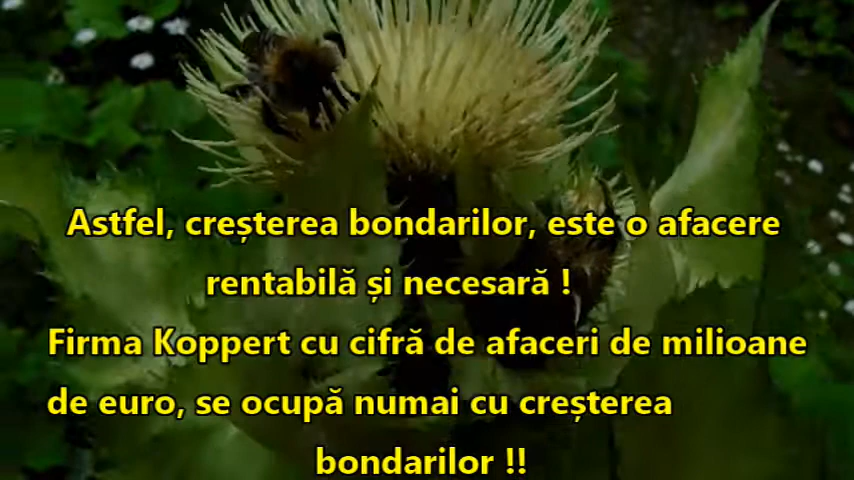 Astfel, creșterea bondarilor, este o afacere
rentabilă și necesară !
Firma Koppert cu cifră de afaceri de milioane
de euro, se ocupă numai cu creșterea
bondarilor !!